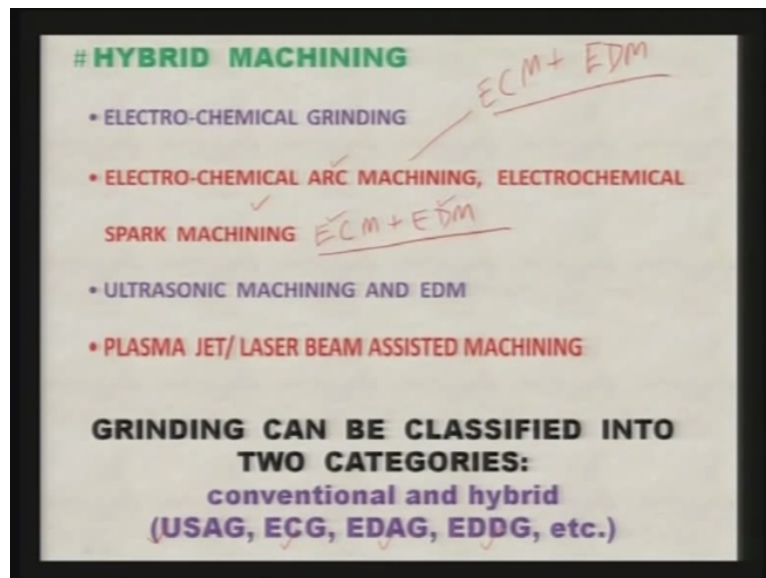 # HYBRID MACHINING
ECM + EDM
• ELECTRO-CHEMICAL GRINDING
• ELECTRO-CHEMICAL ARC MACHINING, ELECTROCHEMICAL
SPARK MACHINING ECM + EDM
• ULTRASONIC MACHINING AND EDM
• PLASMA JET/ LASER BEAM ASSISTED MACHINING
GRINDING CAN BE CLASSIFIED INTO
TWO CATEGORIES:
conventional and hybrid
(USAG, ECG, EDAG, EDDG, etc.)